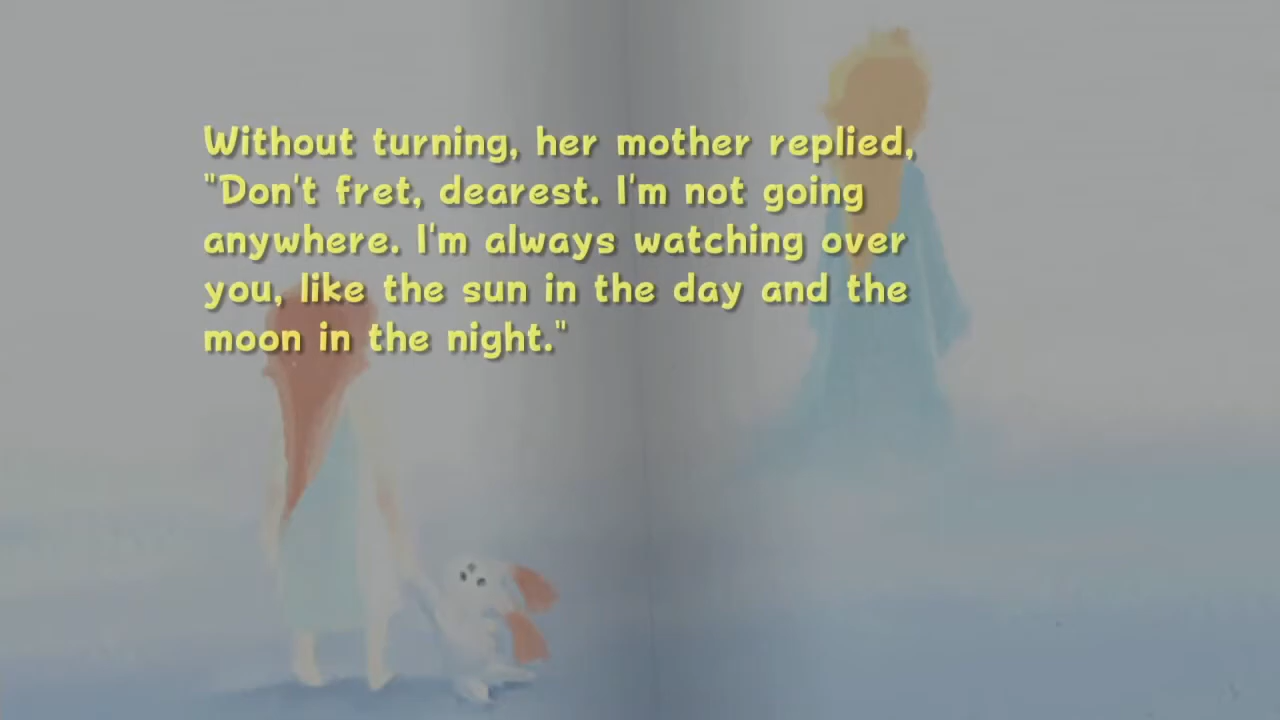 Without turning, her mother replied,
"Don't fret, dearest. I'm not going
anywhere. I'm always watching over
you, like the sun in the day and the
moon in the night."